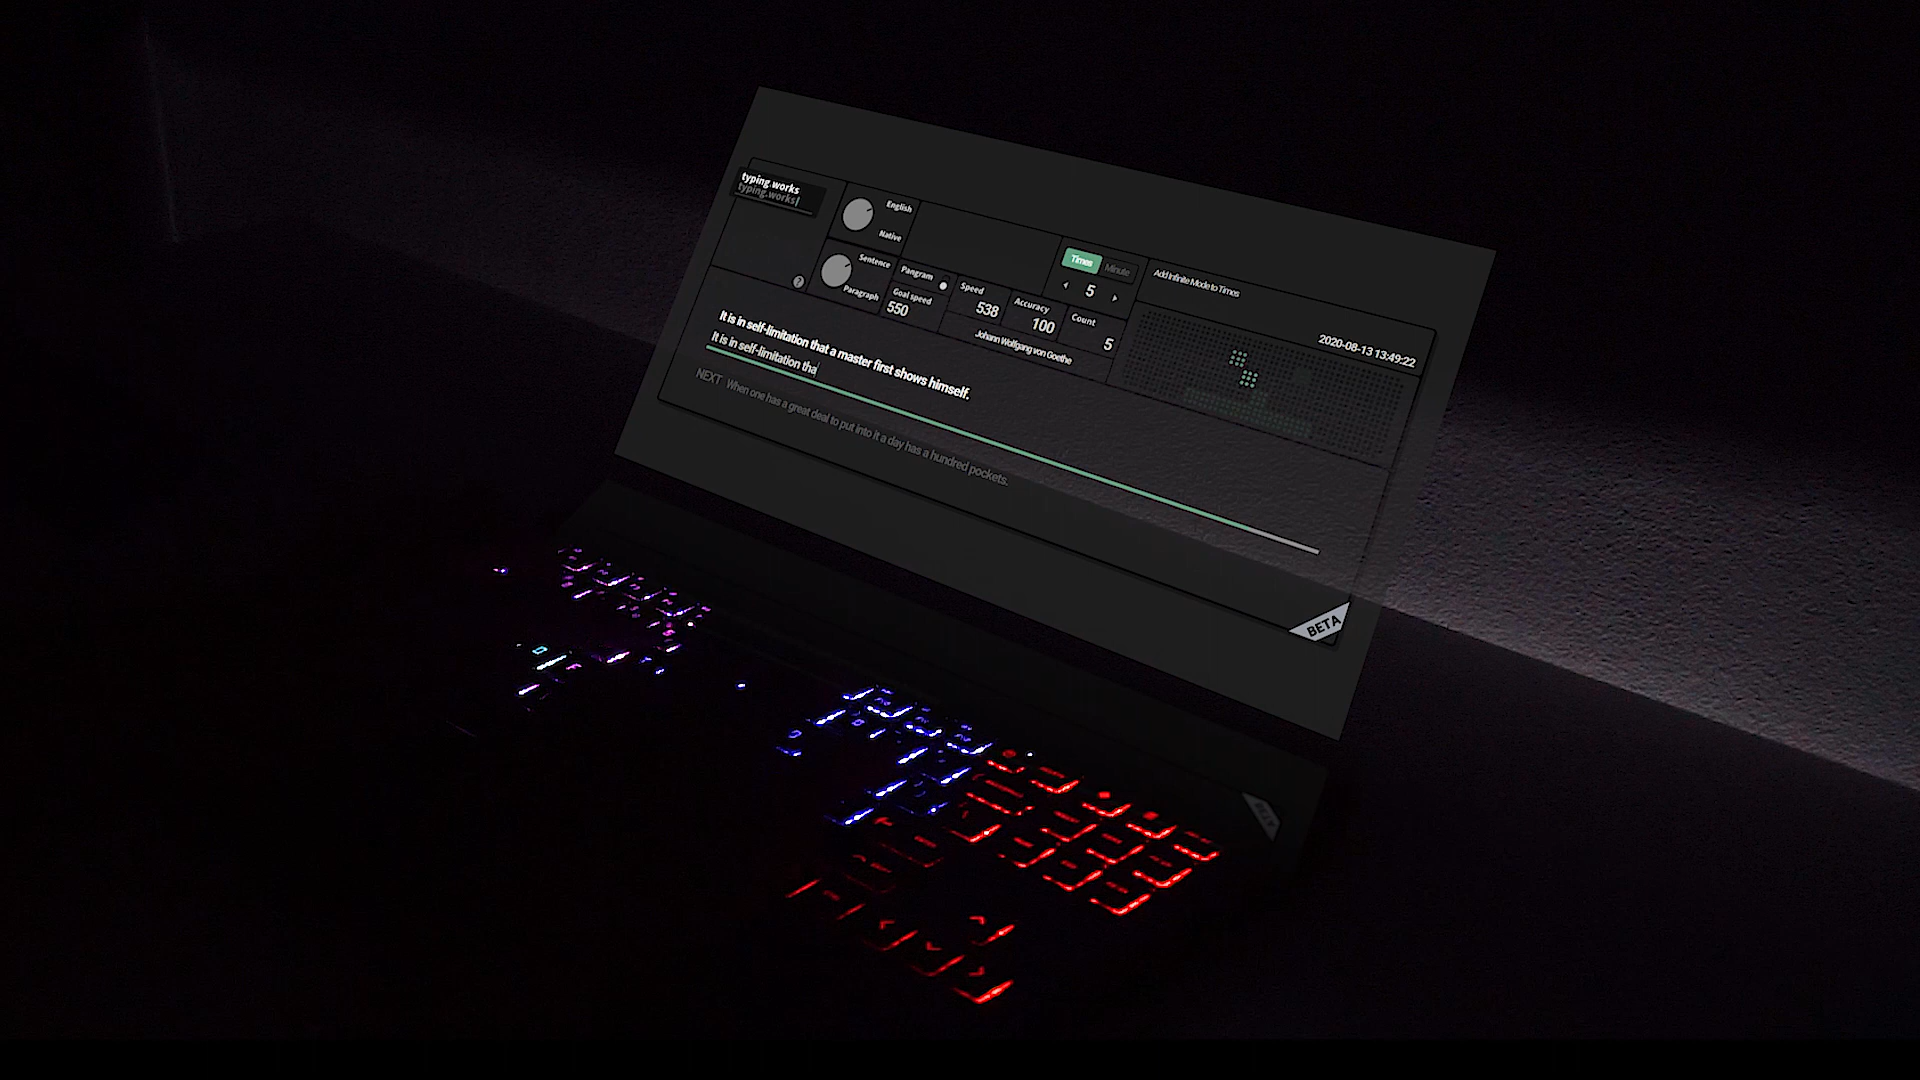 typing.works
typing.works
English
Native
Sentence
Paragraph
?
Pangram
Goal speed
550
Speed
538
Accuracy
100
Times
Minute
5
Count
5
Johann Wolfgang von Goethe
Add Infinite Mode to Times
2020-08-13 13:49:22
It is in self-limitation that a master first shows himself.
It is in self-limitation tha
NEXT When one has a great deal to put into it a day has a hundred pockets.
BETA